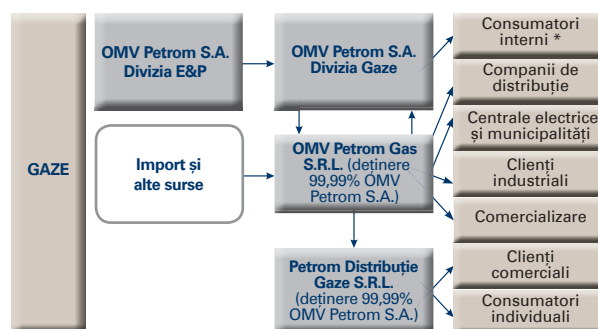 GAZE
OMV Petrom S.A.
Divizia E&P
OMV Petrom S.A.
Divizia Gaze
Import și
alte surse
OMV Petrom Gas
S.R.L. (deținere
99,99% OMV
Petrom S.A.)
Petrom Distribuție
Gaze S.R.L.
(deținere 99,99%
OMV Petrom S.A.)
Consumatori
interni *
Companii de
distribuție
Centrale electrice
și municipalități
Clienți
industriali
Comercializare
Clienți
comerciali
Consumatori
individuali